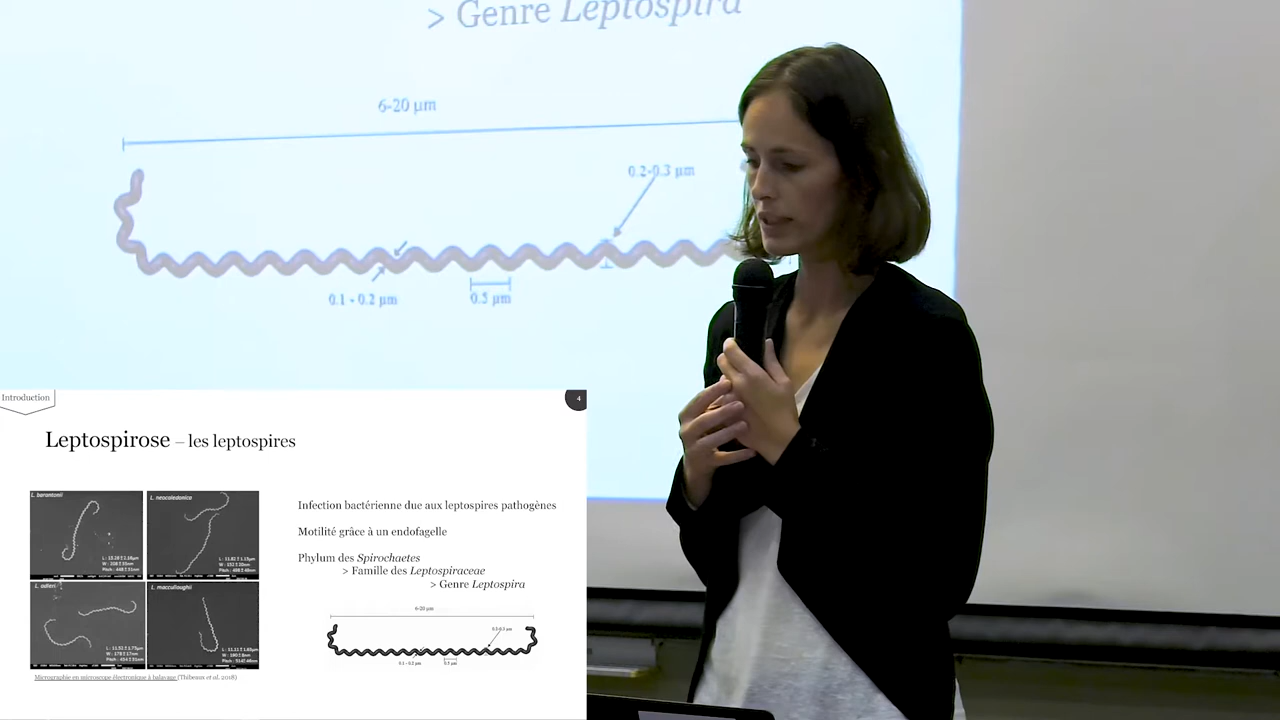 > Genre Leptospira
6-20 µm
0.2-0.3 µm
0.1 - 0.2 µm
0.5 µm
Introduction
4
Leptospirose – les leptospires
L. barantonii
L. neocaledonica
L. adleri
L. macculloughii
Infection bactérienne due aux leptospires pathogènes
Motilité grâce à un endofagelle
Phylum des Spirochaetes
> Famille des Leptospiraceae
> Genre Leptospira
6-20 µm
0.2-0.3 µm
0.1 - 0.2 µm
0.5 µm
Micrographie en microscope électronique à balayage (Thibeaux et al. 2018)